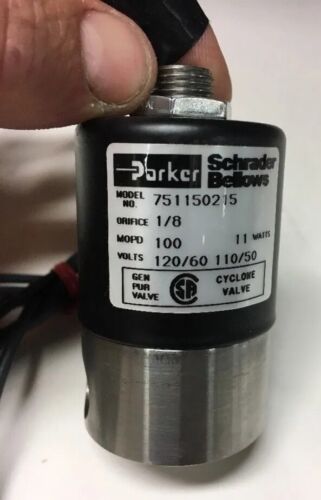 Parker Schrader Bellows
MODEL NO. 751150215
ORIFICE 1/8
MOPD 100 11 WATTS
VOLTS 120/60 110/50
GEN PUR VALVE SA CYCLONE VALVE